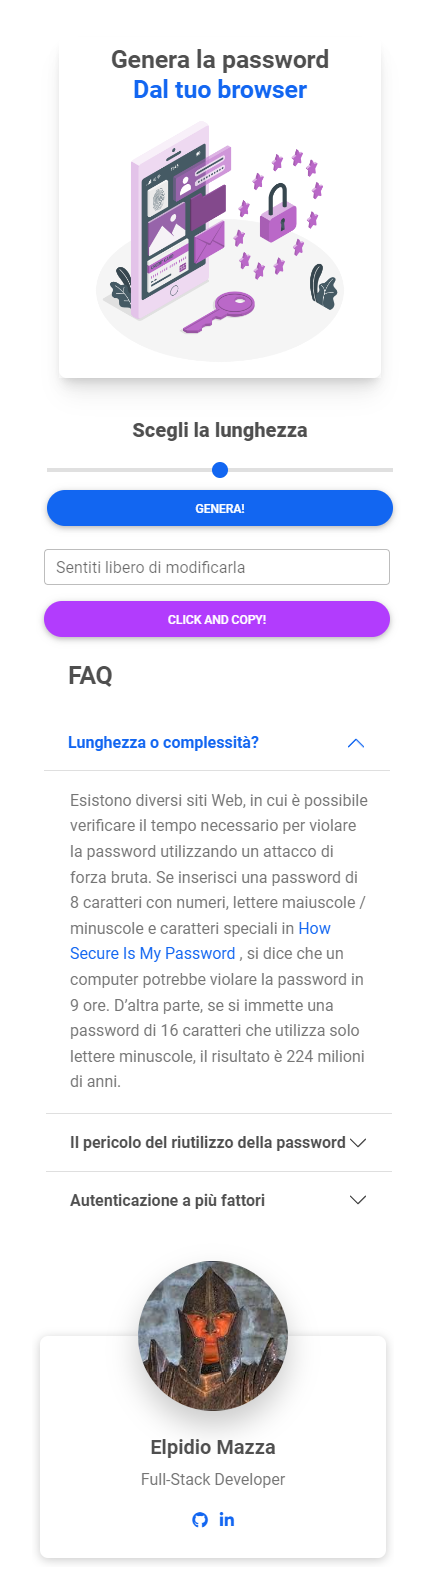 Genera la password
Dal tuo browser
Scegli la lunghezza
GENERA!
Sentiti libero di modificarla
CLICK AND COPY!
FAQ
Lunghezza o complessità?
Esistono diversi siti Web, in cui è possibile
verificare il tempo necessario per violare
la password utilizzando un attacco di
forza bruta. Se inserisci una password di
8 caratteri con numeri, lettere maiuscole /
minuscole e caratteri speciali in How
Secure Is My Password , si dice che un
computer potrebbe violare la password in
9 ore. D'altra parte, se si immette una
password di 16 caratteri che utilizza solo
lettere minuscole, il risultato è 224 milioni
di anni.
Il pericolo del riutilizzo della password
Autenticazione a più fattori
Elpidio Mazza
Full-Stack Developer
in